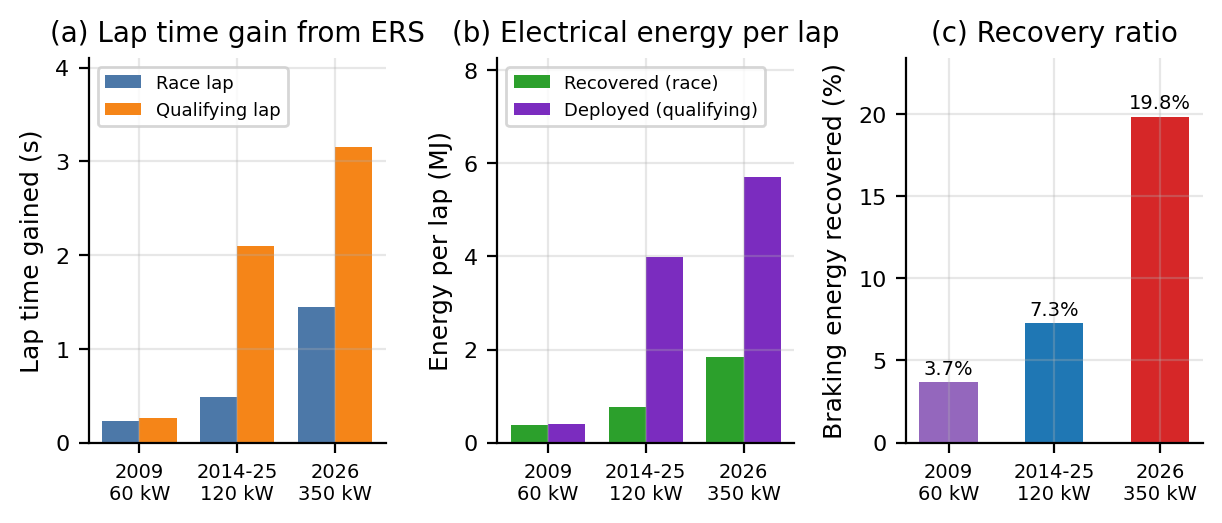 (a) Lap time gain from ERS
Lap time gained (s)
4
3
2
1
0
Race lap
Qualifying lap
2009
60 kW
2014-25
120 kW
2026
350 kW
(b) Electrical energy per lap
Energy per lap (MJ)
8
6
4
2
0
Recovered (race)
Deployed (qualifying)
2009
60 kW
2014-25
120 kW
2026
350 kW
(c) Recovery ratio
Braking energy recovered (%)
20
15
10
5
0
3.7%
7.3%
19.8%
2009
60 kW
2014-25
120 kW
2026
350 kW